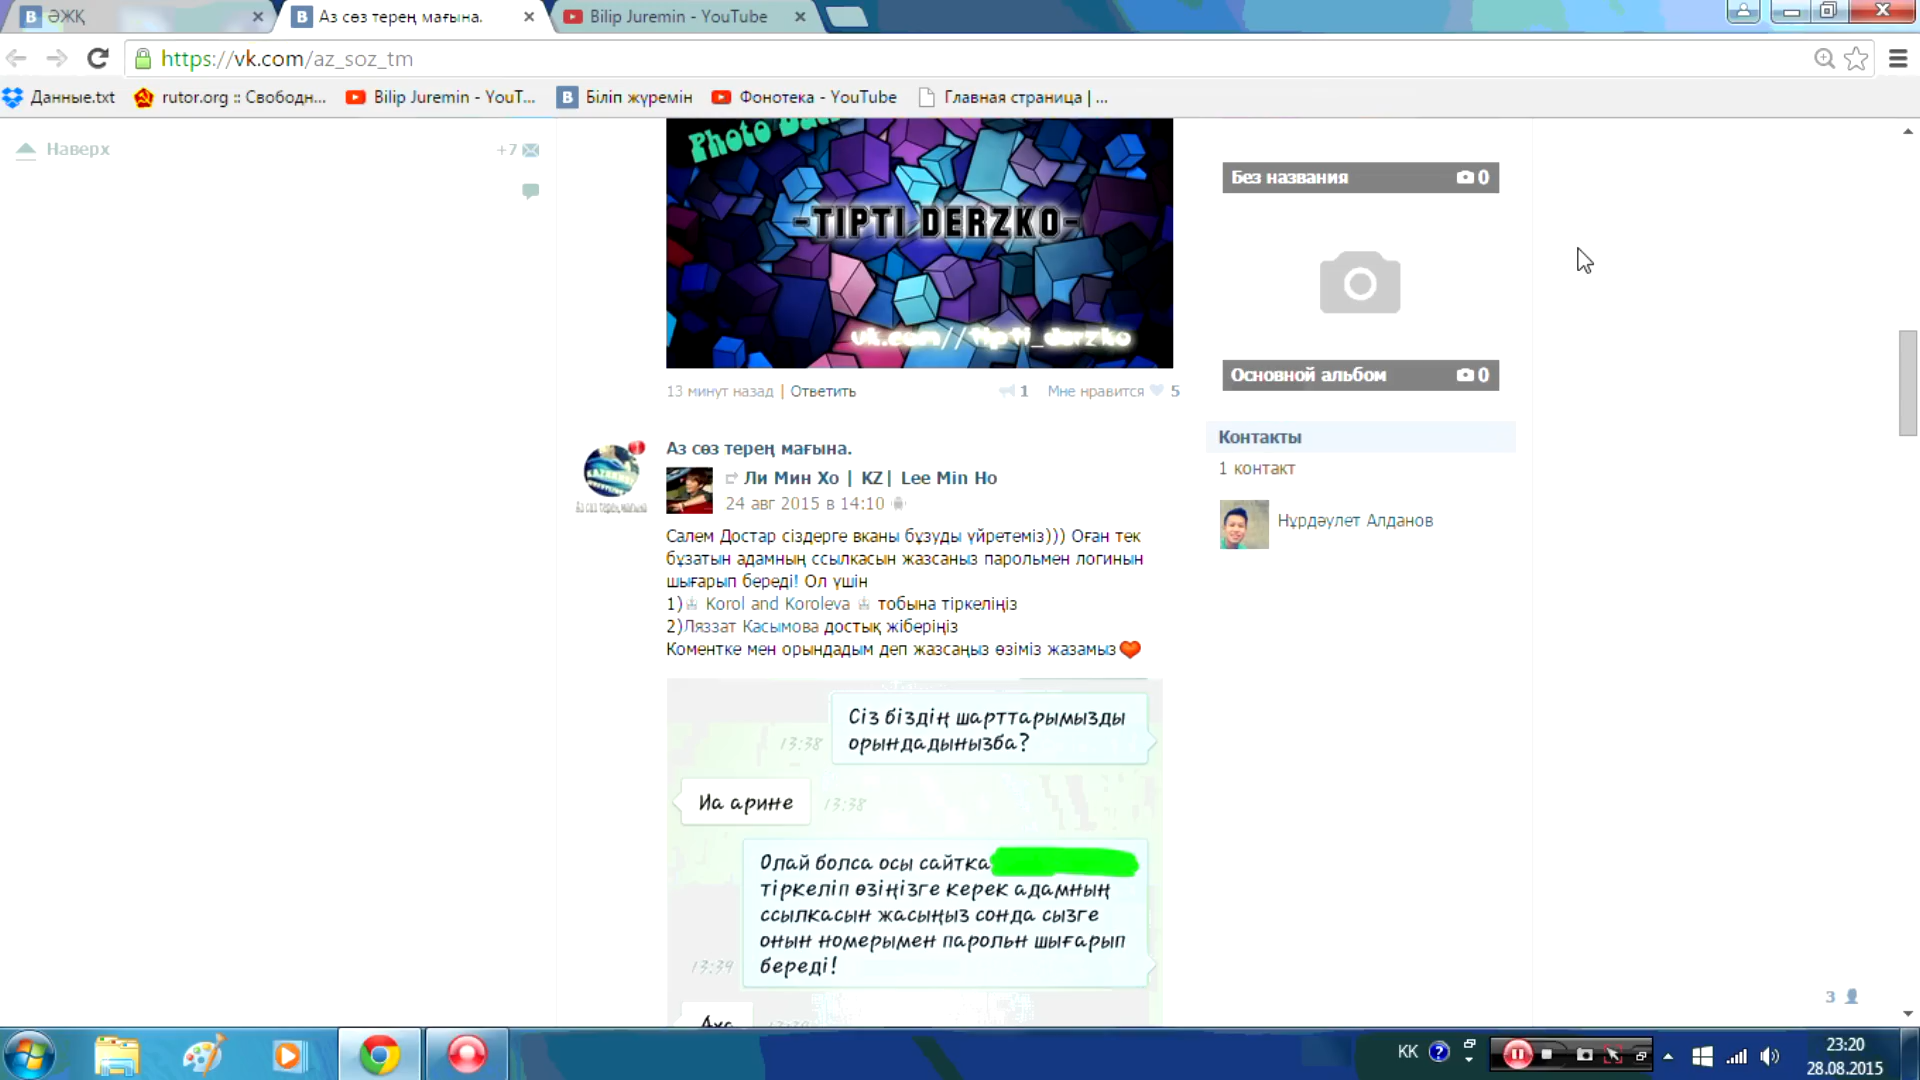 ӘЖҚ
Аз сөз терең мағына.
Bilip Juremin - YouTube
https://vk.com/az_soz_tm
Данные.txt
rutor.org :: Свободн...
Bilip Juremin - YouT...
Біліп жүремін
Фонотека - YouTube
Главная страница | ...
Наверх
+7
Photo
-TIPTI DERZKO-
vk.com//tipti_derzko
13 минут назад | Ответить
1 Мне нравится 5
Без названия 0
Основной альбом 0
Контакты
1 контакт
Нұрдәулет Алданов
Аз сөз терең мағына.
Ли Мин Хо | KZ| Lee Min Ho
24 авг 2015 в 14:10
Салем Достар сіздерге вканы бұзуды үйретеміз))) Оған тек
бұзатын адамның ссылкасын жазсаныз парольмен логинын
шығарып береді! Ол үшін
1) Korol and Koroleva тобына тіркеліңіз
2)Ляззат Касымова достық жіберіңіз
Коментке мен орындадым деп жазсаңыз өзіміз жазамыз
Сіз біздің шарттарымызды
орындадынызба?
13:38
Иа арине
13:38
Олай болса осы сайтка
тіркеліп өзіңізге керек адамның
ссылкасын жасыңыз сонда сызге
онын номерымен парольн шығарып
береді!
13:39
3
KK
23:20
28.08.2015